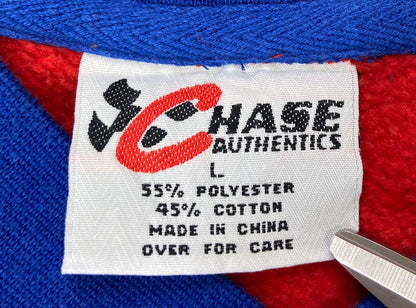 CHASE
AUTHENTICS
L
55% POLYESTER
45% COTTON
MADE IN CHINA
OVER FOR CARE